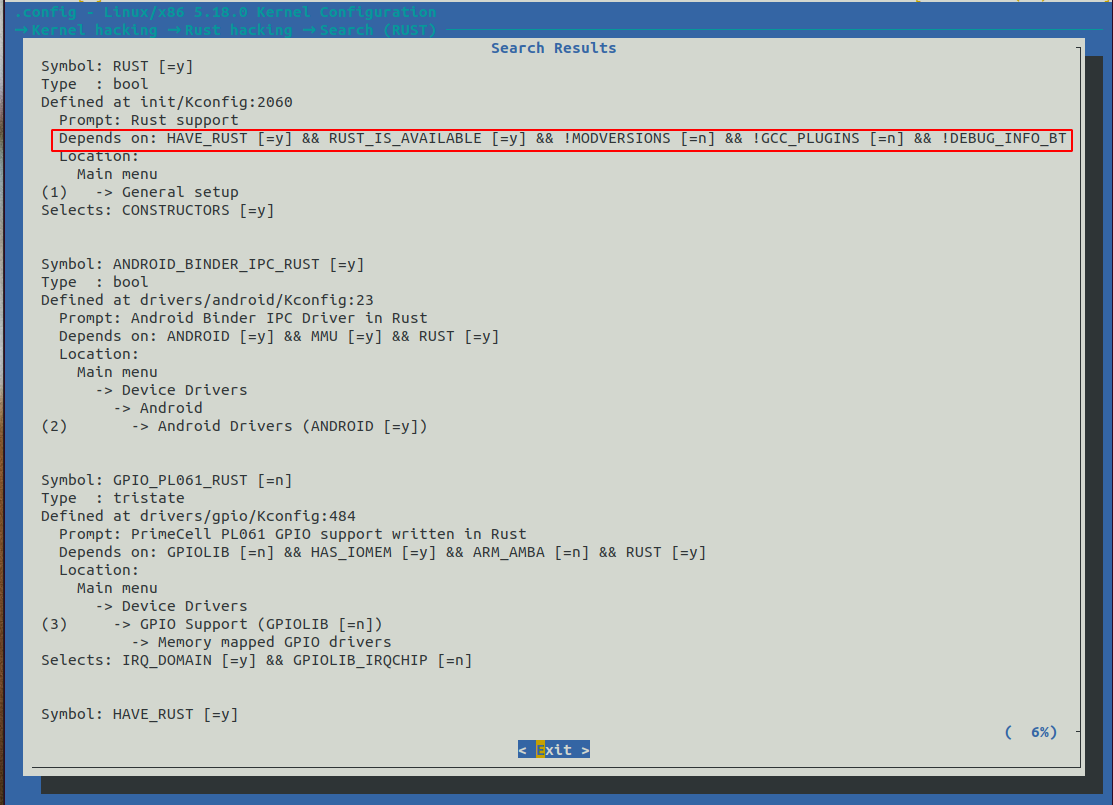 .config - Linux/x86 5.18.0 Kernel Configuration
→ Kernel hacking → Rust hacking → Search (RUST)
Search Results
Symbol: RUST [=y]
Type  : bool
Defined at init/Kconfig:2060
  Prompt: Rust support
  Depends on: HAVE_RUST [=y] && RUST_IS_AVAILABLE [=y] && !MODVERSIONS [=n] && !GCC_PLUGINS [=n] && !DEBUG_INFO_BT
  Location:
    Main menu
(1)   -> General setup
Selects: CONSTRUCTORS [=y]
Symbol: ANDROID_BINDER_IPC_RUST [=y]
Type  : bool
Defined at drivers/android/Kconfig:23
  Prompt: Android Binder IPC Driver in Rust
  Depends on: ANDROID [=y] && MMU [=y] && RUST [=y]
  Location:
    Main menu
      -> Device Drivers
        -> Android
(2)       -> Android Drivers (ANDROID [=y])
Symbol: GPIO_PL061_RUST [=n]
Type  : tristate
Defined at drivers/gpio/Kconfig:484
  Prompt: PrimeCell PL061 GPIO support written in Rust
  Depends on: GPIOLIB [=n] && HAS_IOMEM [=y] && ARM_AMBA [=n] && RUST [=y]
  Location:
    Main menu
      -> Device Drivers
(3)     -> GPIO Support (GPIOLIB [=n])
          -> Memory mapped GPIO drivers
Selects: IRQ_DOMAIN [=y] && GPIOLIB_IRQCHIP [=n]
Symbol: HAVE_RUST [=y]
(  6%)
< Exit >